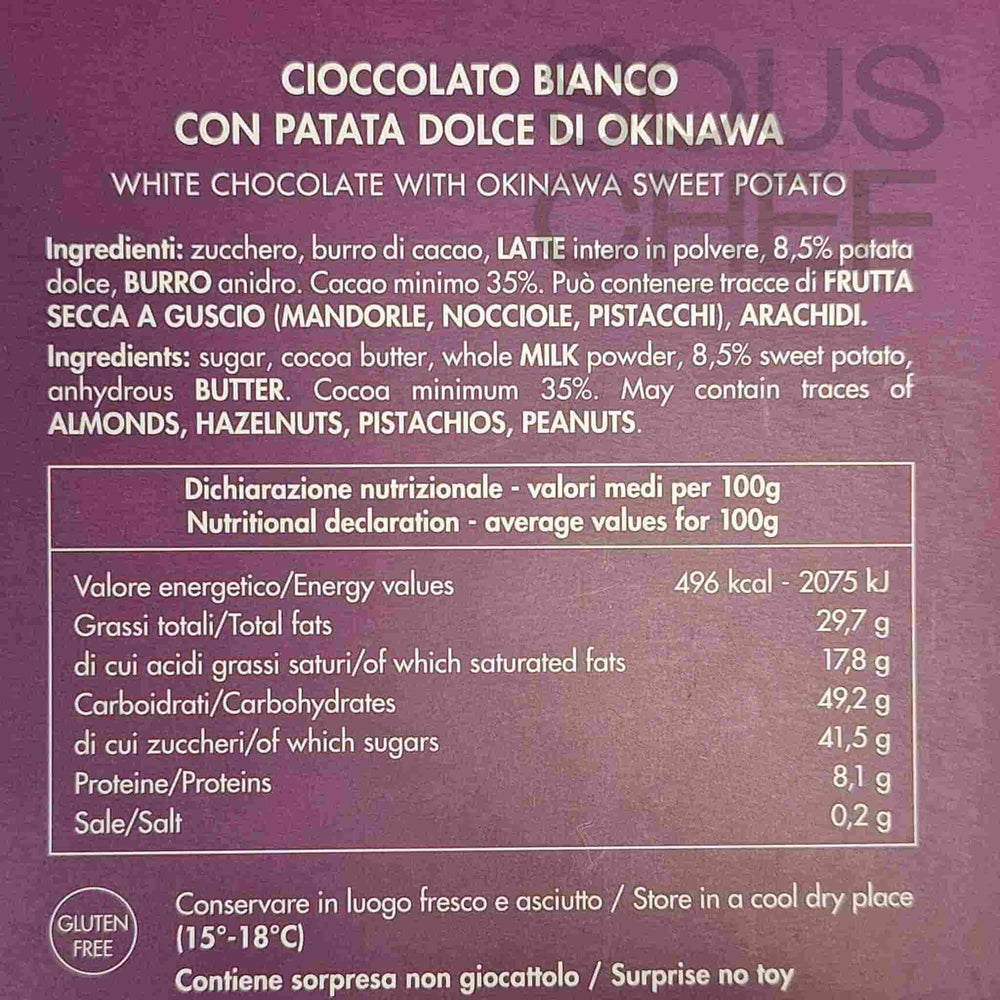 SOUS
CHEF
CIOCCOLATO BIANCO
CON PATATA DOLCE DI OKINAWA
WHITE CHOCOLATE WITH OKINAWA SWEET POTATO
Ingredienti: zucchero, burro di cacao, LATTE intero in polvere, 8,5% patata
dolce, BURRO anidro. Cacao minimo 35%. Può contenere tracce di FRUTTA
SECCA A GUSCIO (MANDORLE, NOCCIOLE, PISTACCHI), ARACHIDI.
Ingredients: sugar, cocoa butter, whole MILK powder, 8,5% sweet potato,
anhydrous BUTTER. Cocoa minimum 35%. May contain traces of
ALMONDS, HAZELNUTS, PISTACHIOS, PEANUTS.
Dichiarazione nutrizionale - valori medi per 100g
Nutritional declaration - average values for 100g
Valore energetico/Energy values 496 kcal - 2075 kJ
Grassi totali/Total fats 29,7 g
di cui acidi grassi saturi/of which saturated fats 17,8 g
Carboidrati/Carbohydrates 49,2 g
di cui zuccheri/of which sugars 41,5 g
Proteine/Proteins 8,1 g
Sale/Salt 0,2 g
GLUTEN
FREE
Conservare in luogo fresco e asciutto / Store in a cool dry place
(15°-18°C)
Contiene sorpresa non giocattolo / Surprise no toy